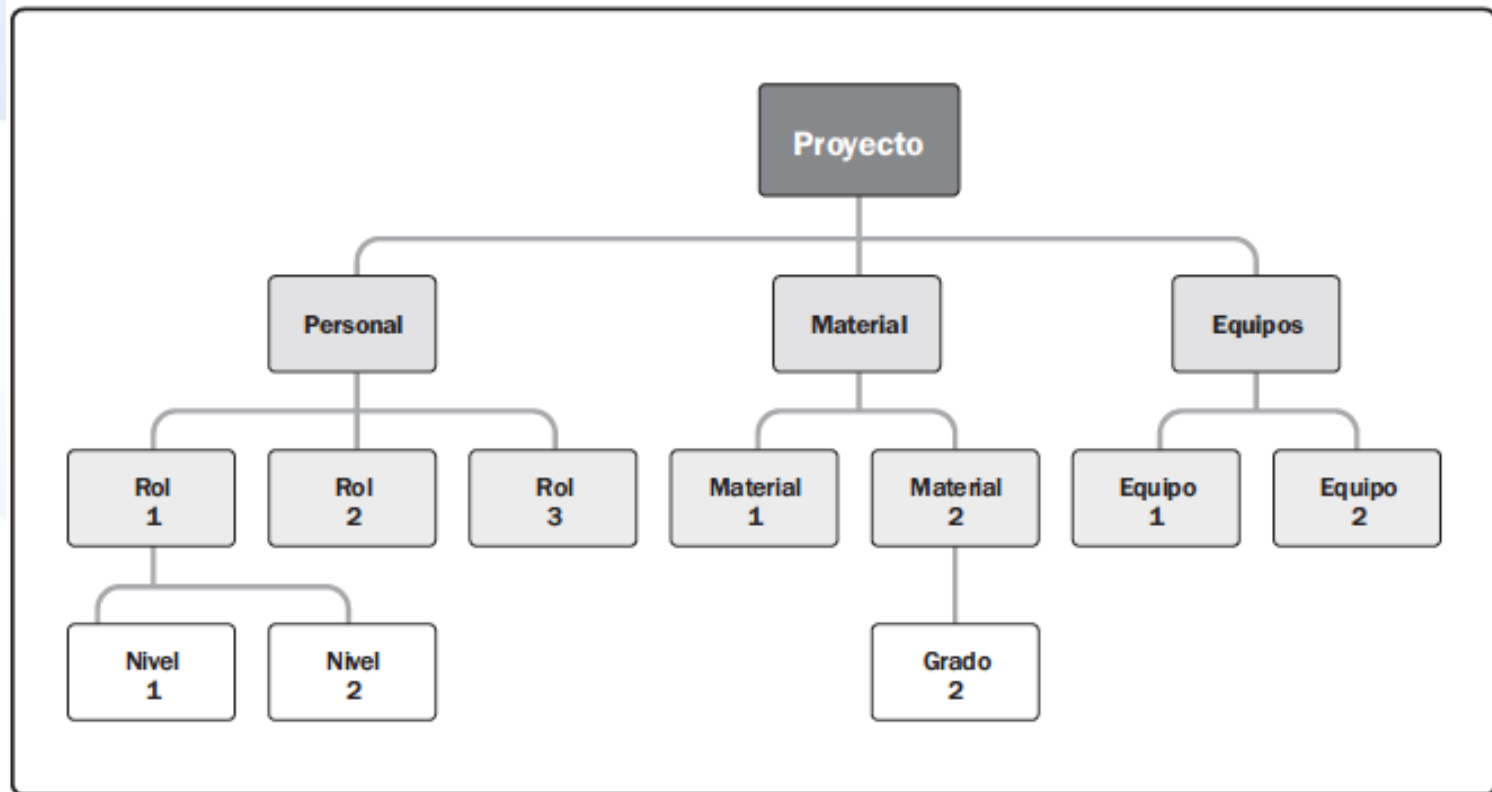 Proyecto
Personal
Material
Equipos
Rol
1
Rol
2
Rol
3
Material
1
Material
2
Equipo
1
Equipo
2
Nivel
1
Nivel
2
Grado
2